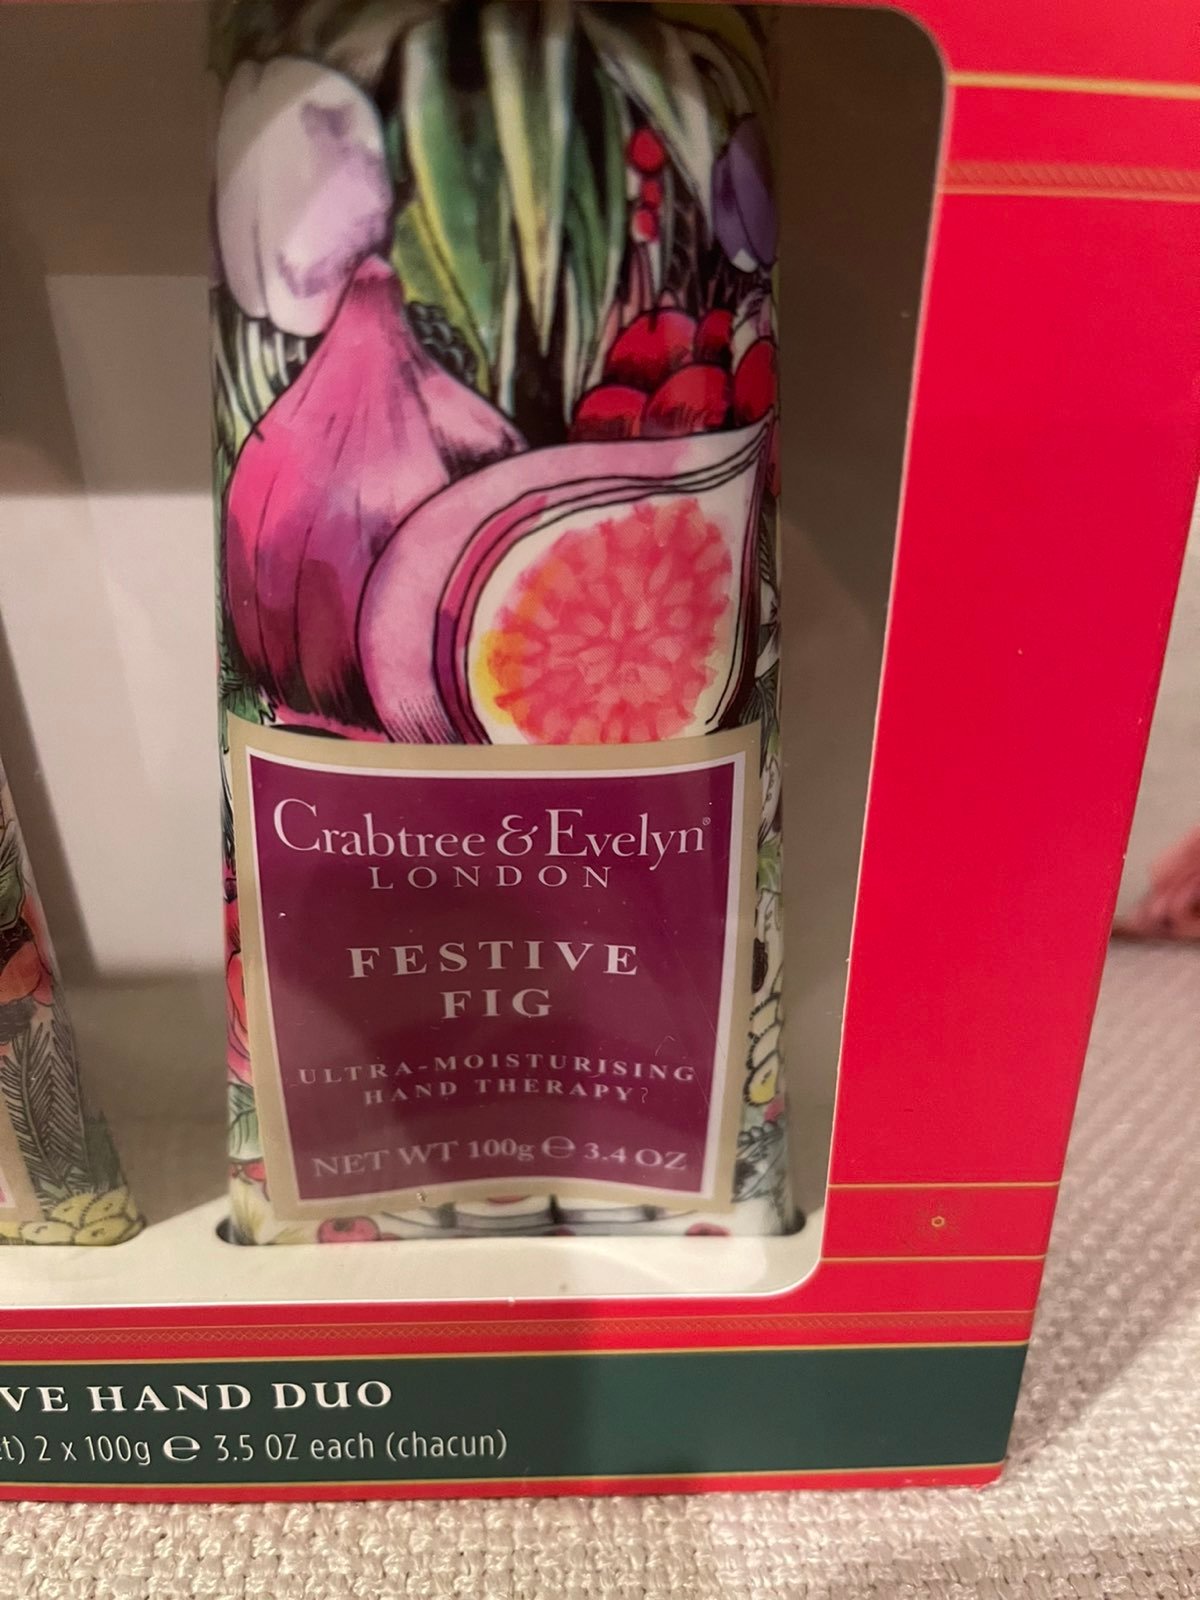 Crabtree & Evelyn®
LONDON
FESTIVE
FIG
ULTRA-MOISTURISING
HAND THERAPY
NET WT 100g ℮ 3.4 OZ
VE HAND DUO
et) 2 x 100g ℮ 3.5 OZ each (chacun)